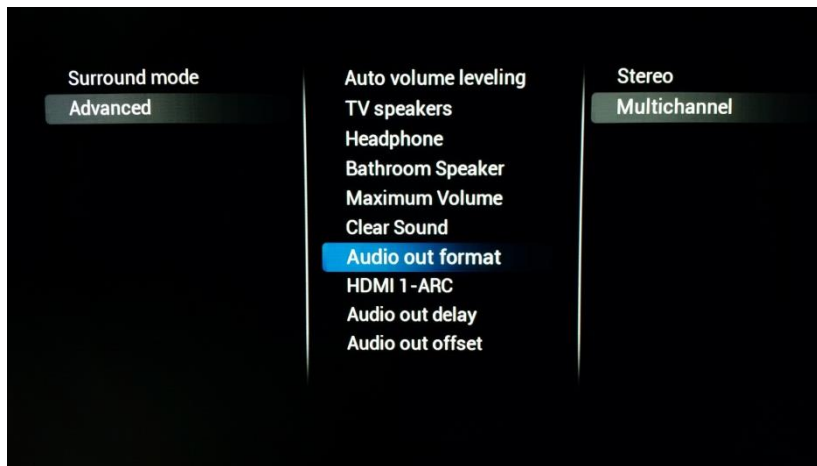 Surround mode
Advanced
Auto volume leveling
TV speakers
Headphone
Bathroom Speaker
Maximum Volume
Clear Sound
Audio out format
HDMI 1-ARC
Audio out delay
Audio out offset
Stereo
Multichannel